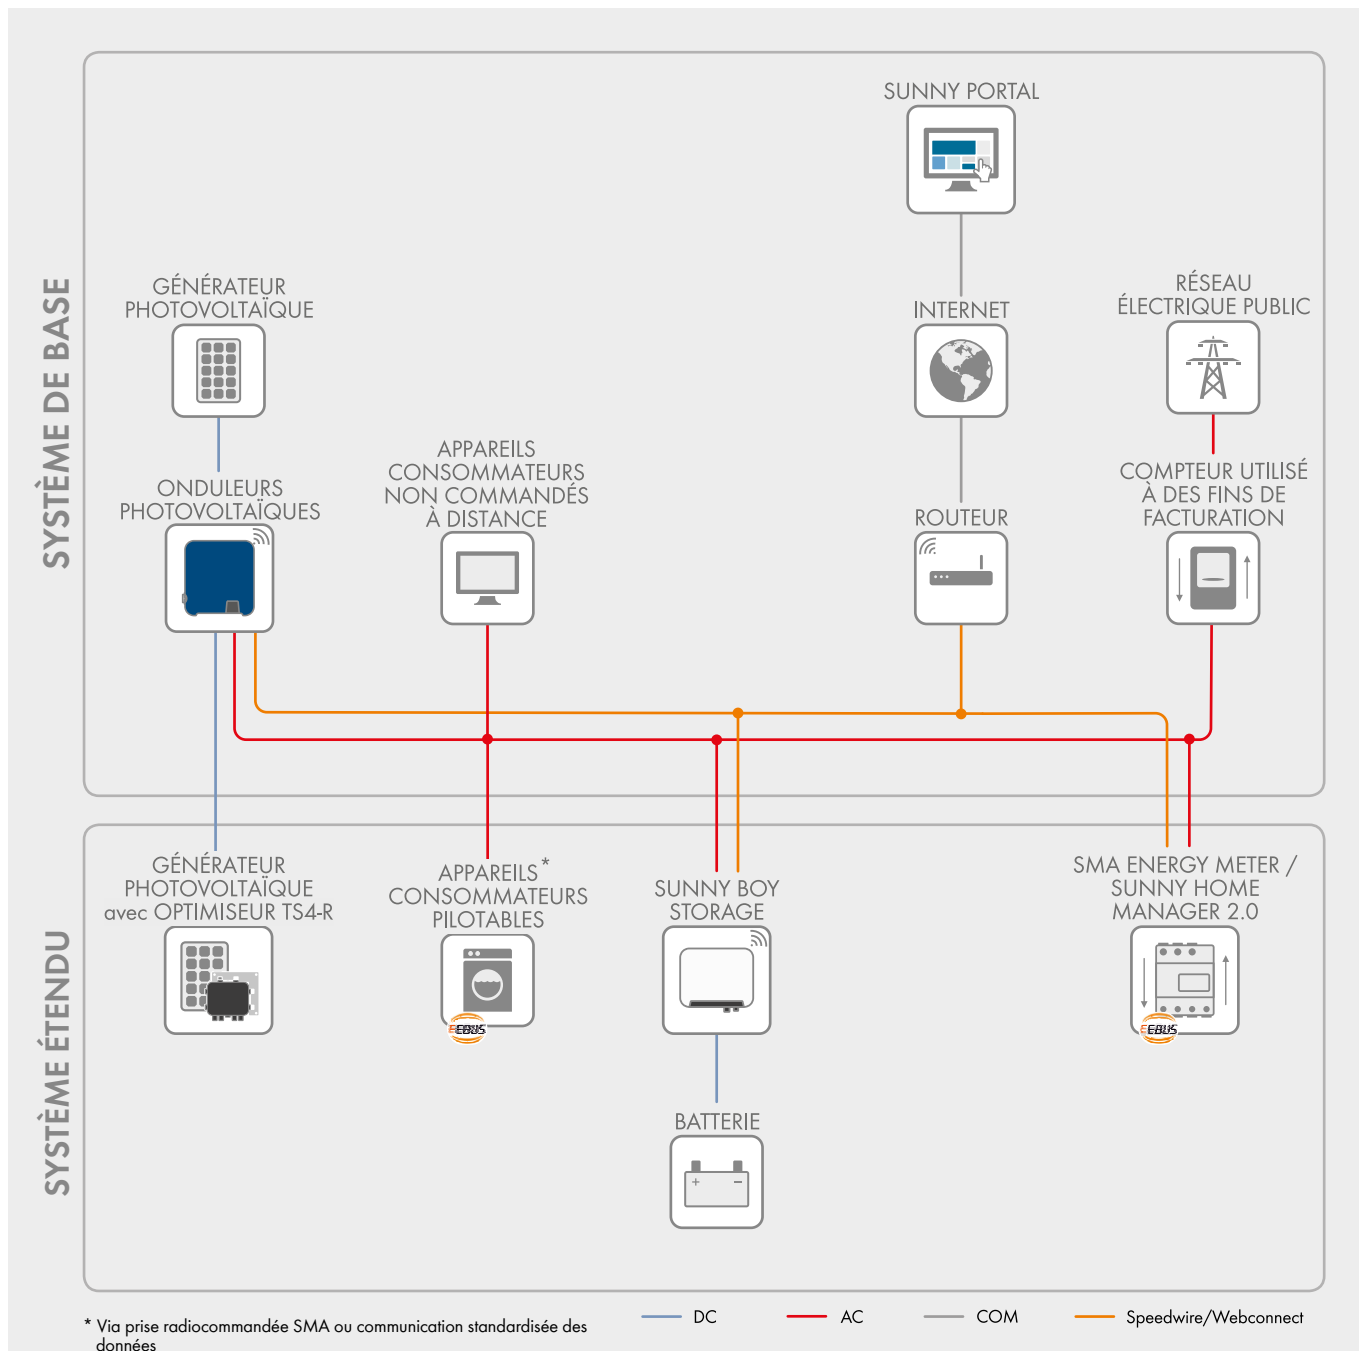 SYSTÈME DE BASE
SUNNY PORTAL
GÉNÉRATEUR
PHOTOVOLTAÏQUE
INTERNET
RÉSEAU
ÉLECTRIQUE PUBLIC
ONDULEURS
PHOTOVOLTAÏQUES
APPAREILS
CONSOMMATEURS
NON COMMANDÉS
À DISTANCE
ROUTEUR
COMPTEUR UTILISÉ
À DES FINS DE
FACTURATION
SYSTÈME ÉTENDU
GÉNÉRATEUR
PHOTOVOLTAÏQUE
avec OPTIMISEUR TS4-R
APPAREILS*
CONSOMMATEURS
PILOTABLES
EEBUS
SUNNY BOY
STORAGE
SMA ENERGY METER /
SUNNY HOME
MANAGER 2.0
EEBUS
BATTERIE
+ −
* Via prise radiocommandée SMA ou communication standardisée des
données
DC
AC
COM
Speedwire/Webconnect